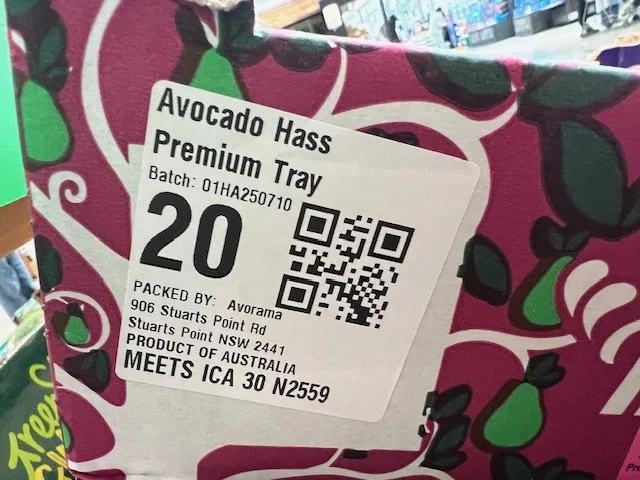 Avocado Hass
Premium Tray
Batch: 01HA250710
20
PACKED BY: Avorama
906 Stuarts Point Rd
Stuarts Point NSW 2441
PRODUCT OF AUSTRALIA
MEETS ICA 30 N2559
Pre